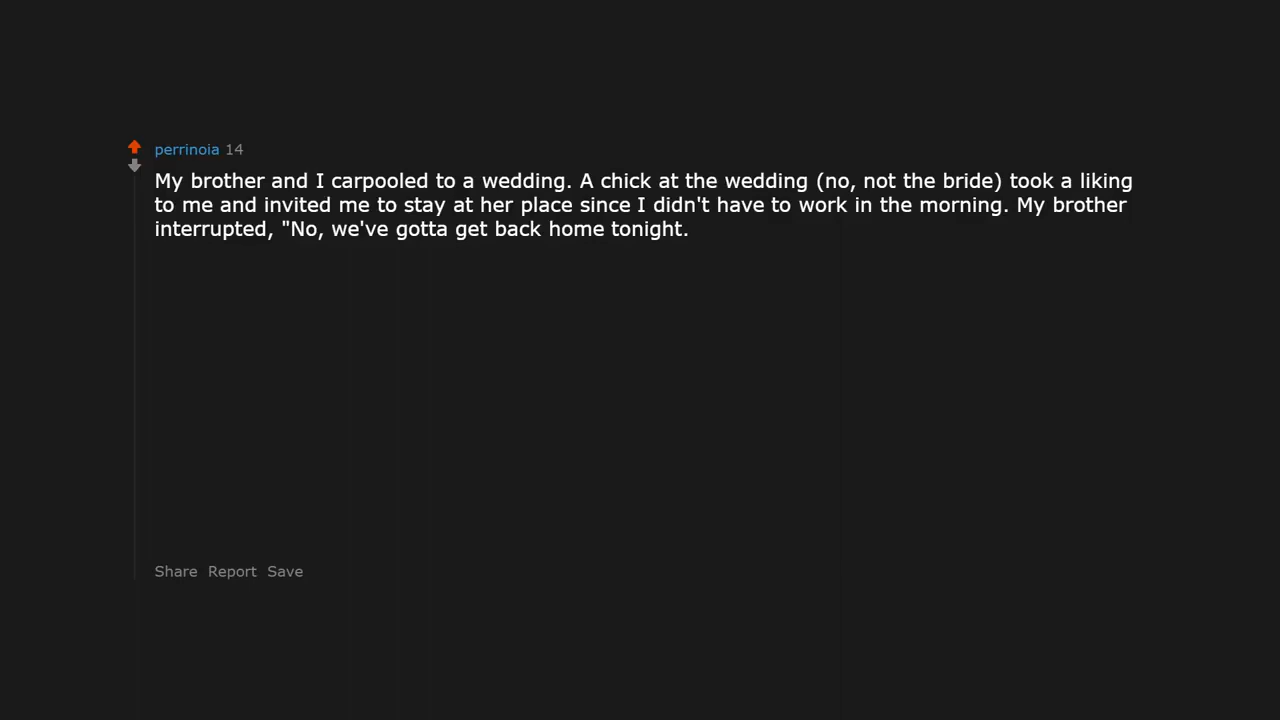 perrinoia 14
My brother and I carpooled to a wedding. A chick at the wedding (no, not the bride) took a liking
to me and invited me to stay at her place since I didn't have to work in the morning. My brother
interrupted, "No, we've gotta get back home tonight.
Share Report Save